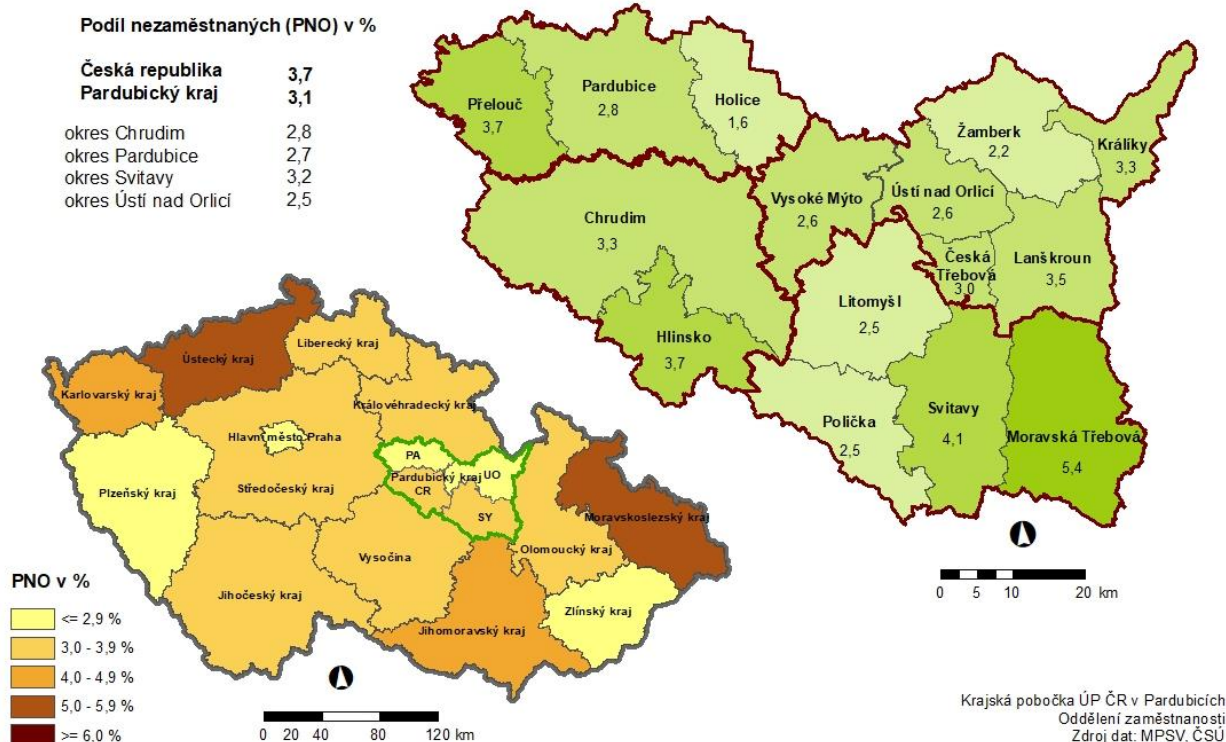 Podíl nezaměstnaných (PNO) v %
Česká republika 3,7
Pardubický kraj 3,1
okres Chrudim 2,8
okres Pardubice 2,7
okres Svitavy 3,2
okres Ústí nad Orlicí 2,5
Přelouč
3,7
Pardubice
2,8
Holice
1,6
Žamberk
2,2
Králíky
3,3
Vysoké Mýto
2,6
Ústí nad Orlicí
2,6
Chrudim
3,3
Česká
Třebová
3,0
Lanškroun
3,5
Litomyšl
2,5
Hlinsko
3,7
Polička
2,5
Svitavy
4,1
Moravská Třebová
5,4
0 5 10 20 km
Ústecký kraj
Liberecký kraj
Karlovarský kraj
Královéhradecký kraj
Hlavní město Praha
PA
UO
Pardubický kraj
CR
Plzeňský kraj
Středočeský kraj
SY
Moravskoslezský kraj
Vysočina
Olomoucký kraj
Jihočeský kraj
Zlínský kraj
Jihomoravský kraj
PNO v %
<= 2,9 %
3,0 - 3,9 %
4,0 - 4,9 %
5,0 - 5,9 %
>= 6,0 %
0 20 40 80 120 km
Krajská pobočka ÚP ČR v Pardubicích
Oddělení zaměstnanosti
Zdroj dat: MPSV, ČSÚ